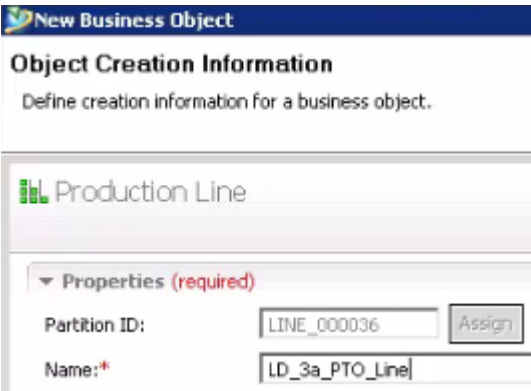 New Business Object
Object Creation Information
Define creation information for a business object.
Production Line
Properties (required)
Partition ID: LINE_000036 Assign
Name:* LD_3a_PTO_Line